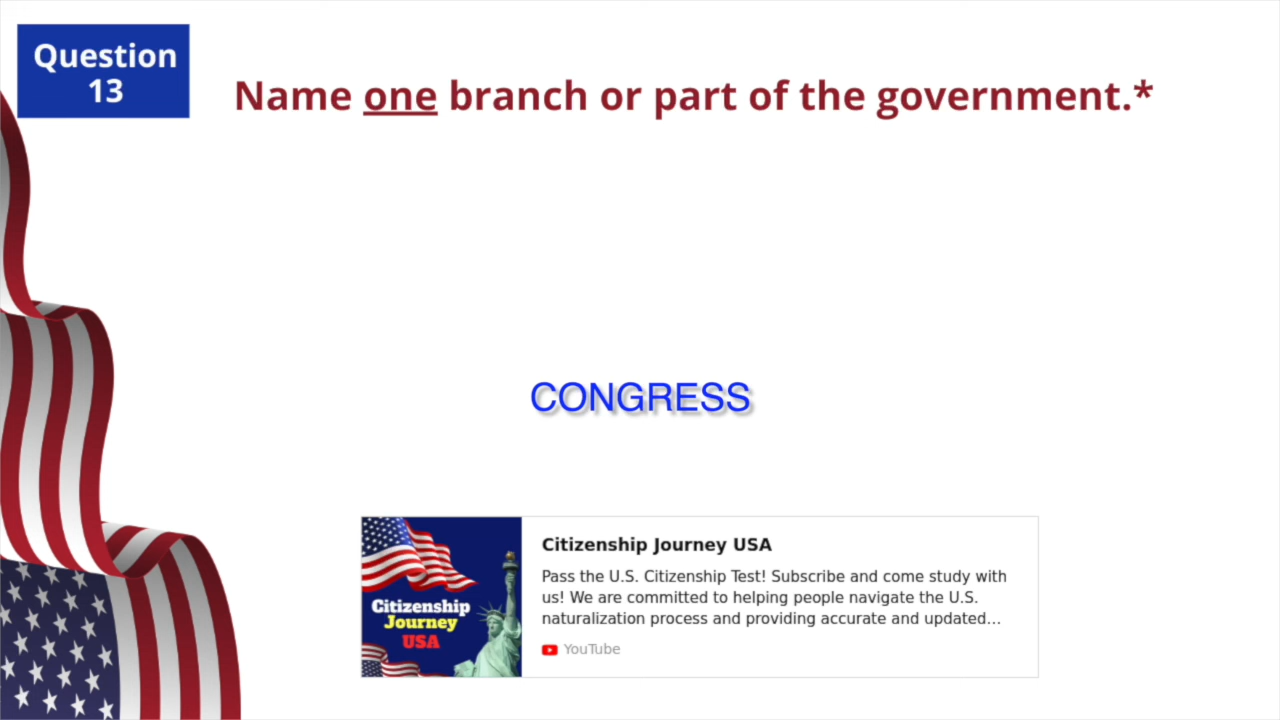 Question
13
Name one branch or part of the government.*
CONGRESS
Citizenship
Journey
USA
Citizenship Journey USA
Pass the U.S. Citizenship Test! Subscribe and come study with
us! We are committed to helping people navigate the U.S.
naturalization process and providing accurate and updated...
YouTube